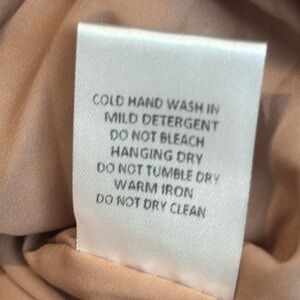 COLD HAND WASH IN
MILD DETERGENT
DO NOT BLEACH
HANGING DRY
DO NOT TUMBLE DRY
WARM IRON
DO NOT DRY CLEAN